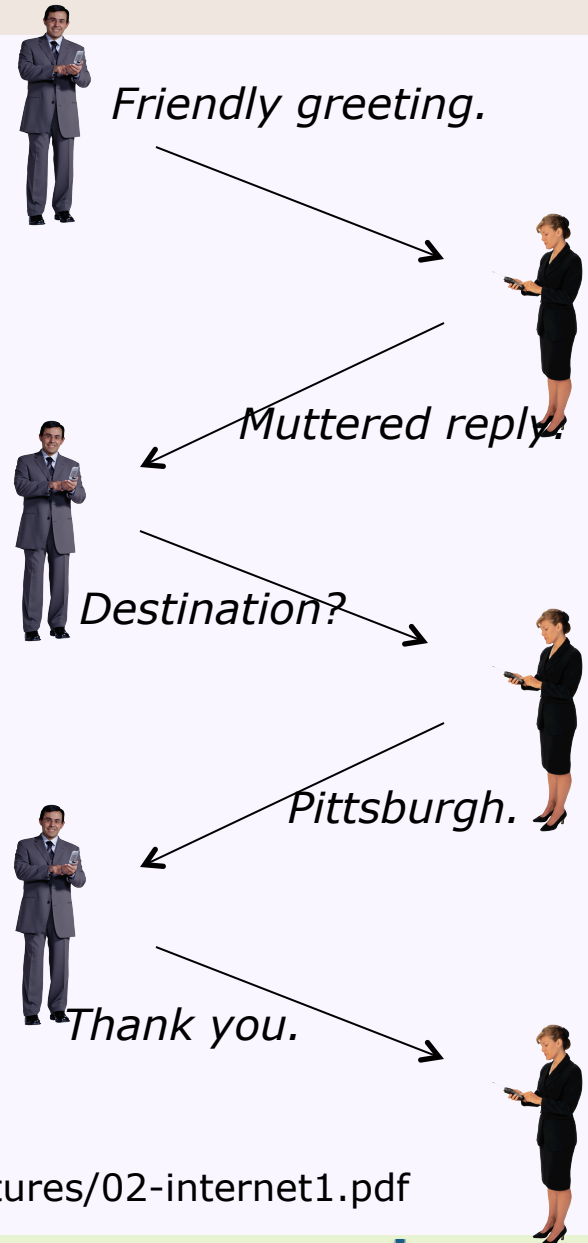 Friendly greeting.
Muttered reply.
Destination?
Pittsburgh.
Thank you.
tures/02-internet1.pdf